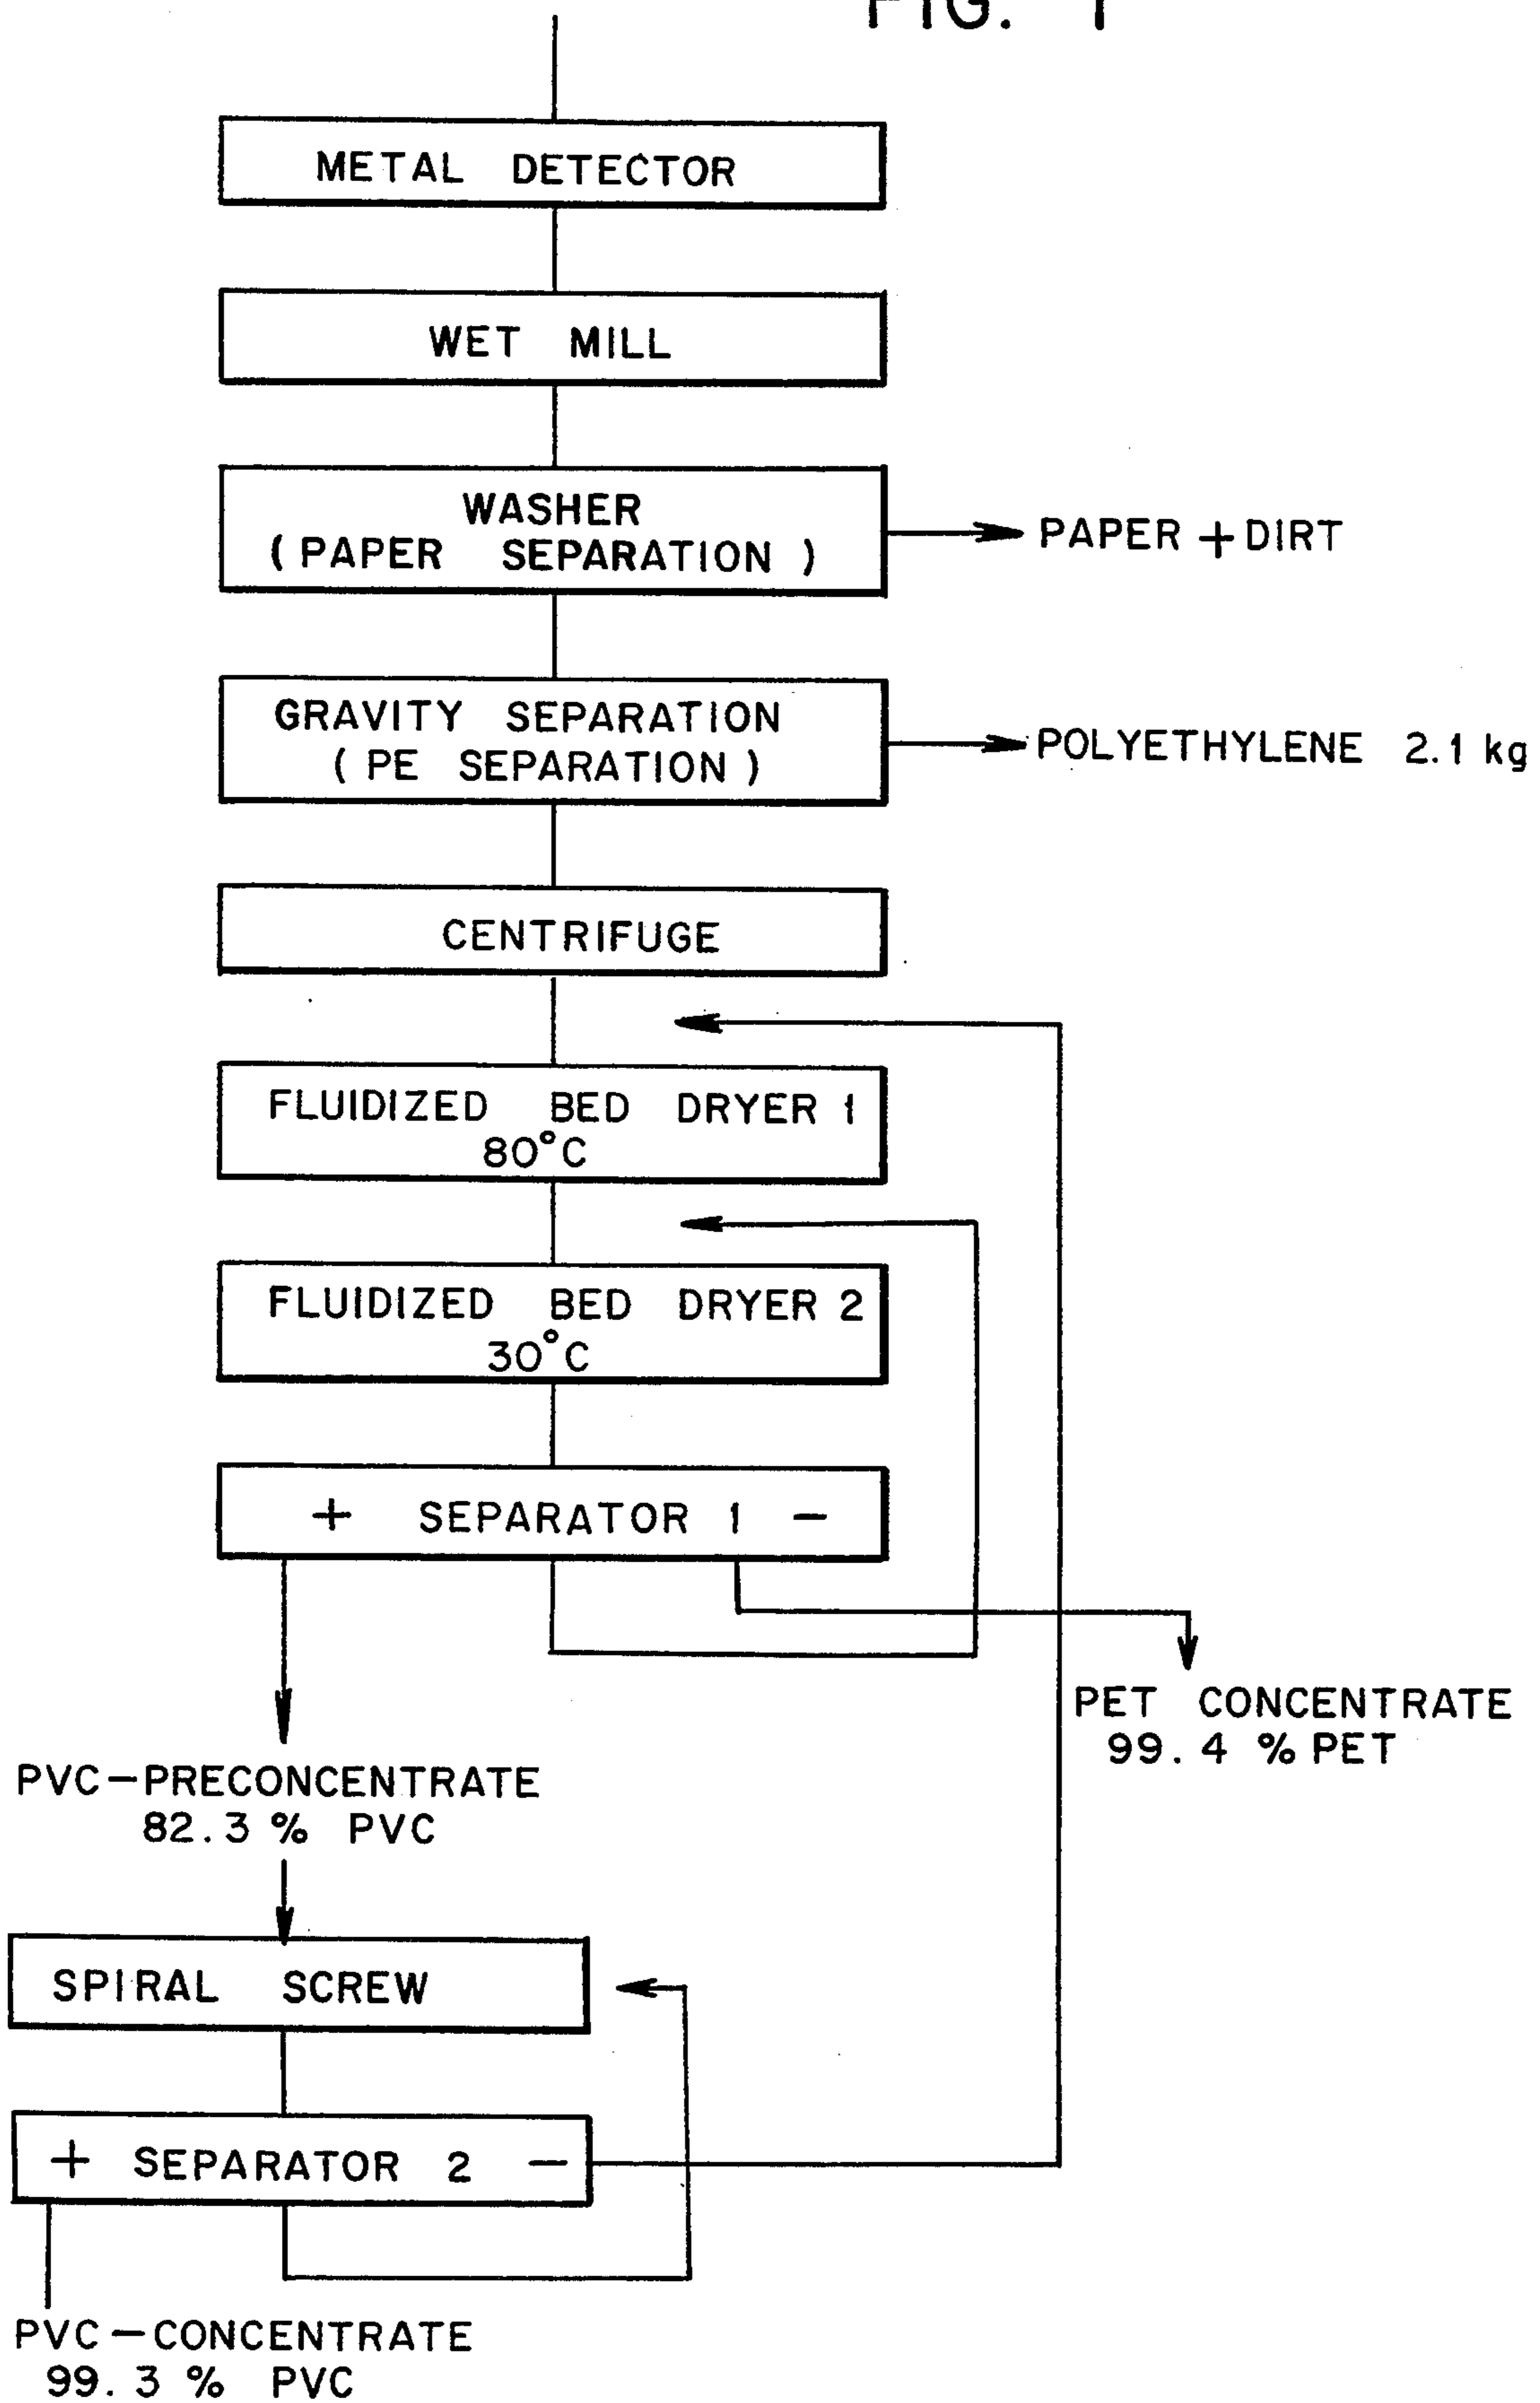 FIG. 1
METAL DETECTOR
WET MILL
WASHER
( PAPER SEPARATION )
PAPER + DIRT
GRAVITY SEPARATION
( PE SEPARATION )
POLYETHYLENE 2.1 kg
CENTRIFUGE
FLUIDIZED BED DRYER 1
80°C
FLUIDIZED BED DRYER 2
30°C
+ SEPARATOR 1 −
PET CONCENTRATE
99.4 % PET
PVC−PRECONCENTRATE
82.3 % PVC
SPIRAL SCREW
+ SEPARATOR 2 −
PVC−CONCENTRATE
99.3 % PVC